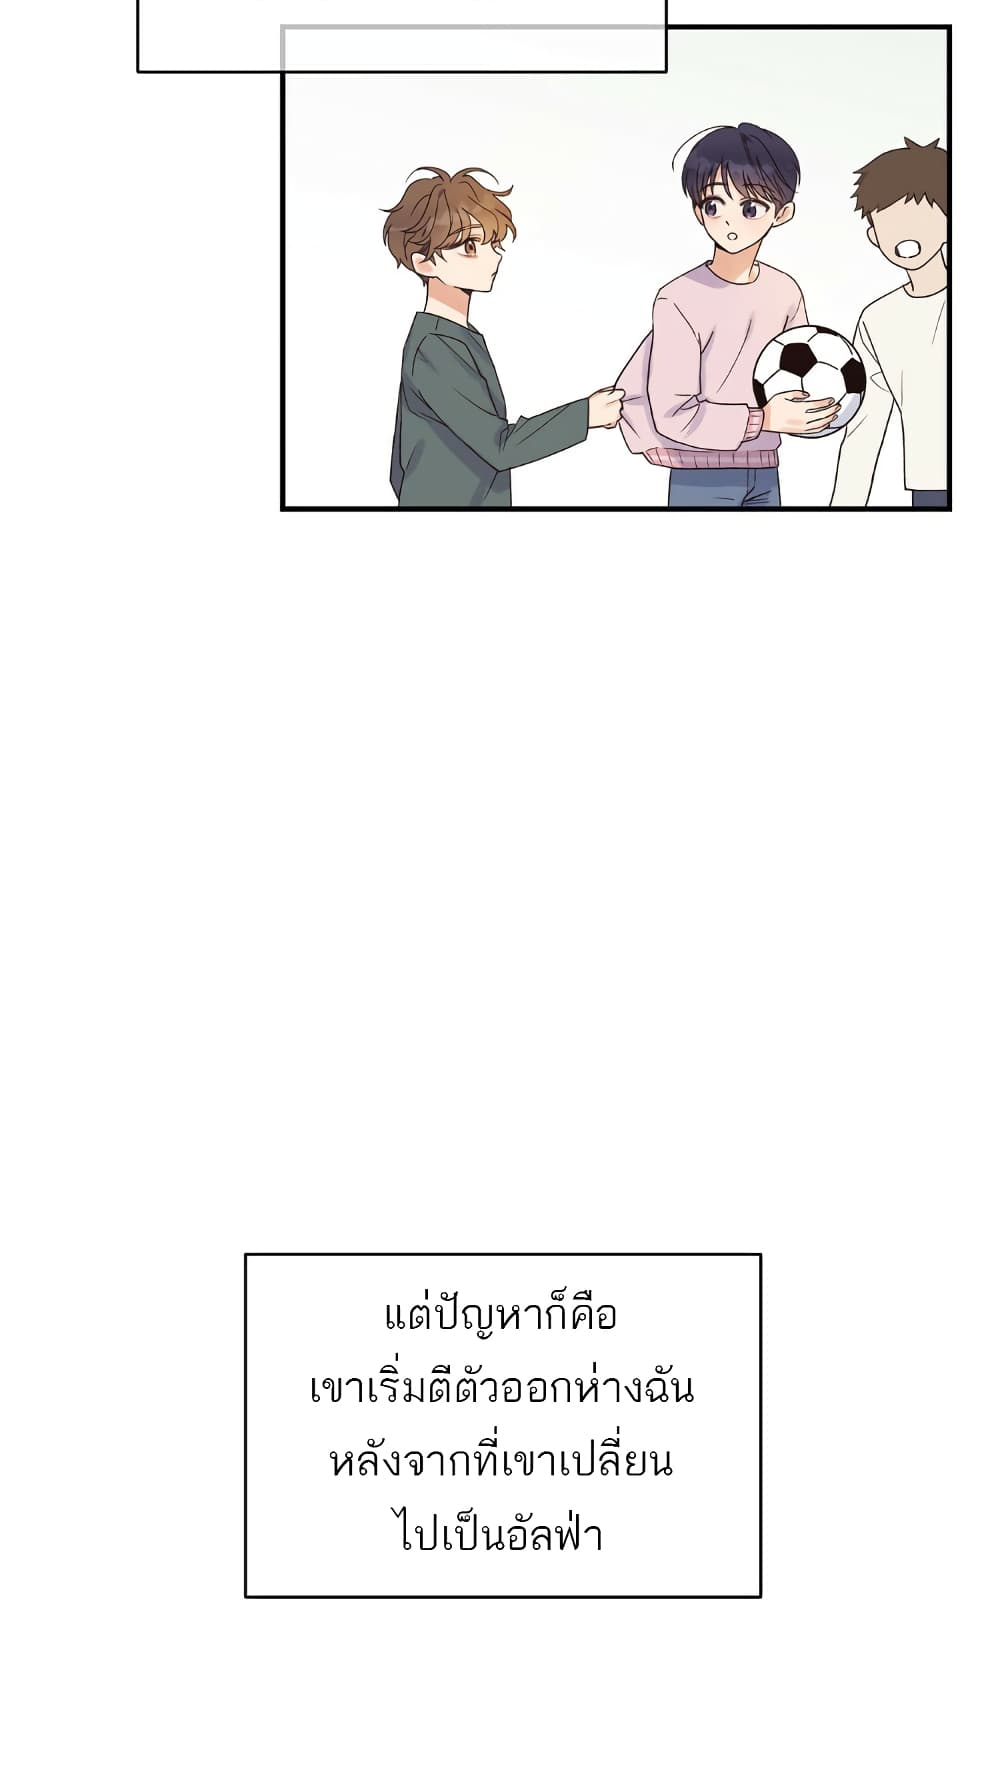 แต่ปัญหาก็คือ
เขาเริ่มตีตัวออกห่างฉัน
หลังจากที่เขาเปลี่ยน
ไปเป็นอัลฟ่า